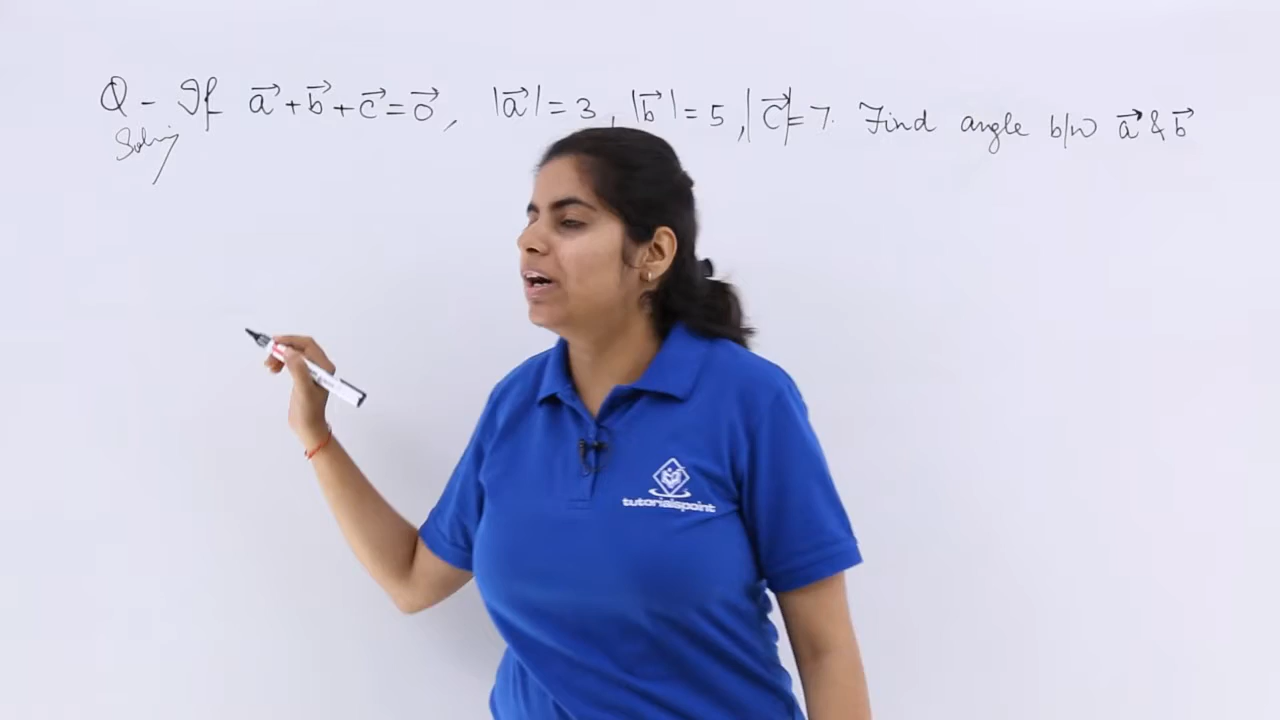 Q - If a⃗ + b⃗ + c⃗ = 0⃗, |a⃗| = 3, |b⃗| = 5, |c⃗| = 7. Find angle b/w a⃗ & b⃗
Soln;
tutorialspoint